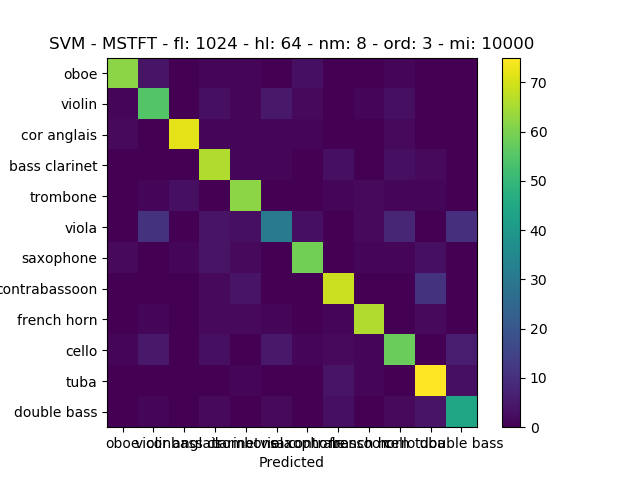 SVM - MSTFT - fl: 1024 - hl: 64 - nm: 8 - ord: 3 - mi: 10000
oboe
violin
cor anglais
bass clarinet
trombone
viola
saxophone
contrabassoon
french horn
cello
tuba
double bass
70
60
50
40
30
20
10
0
oboe
double bass
Predicted